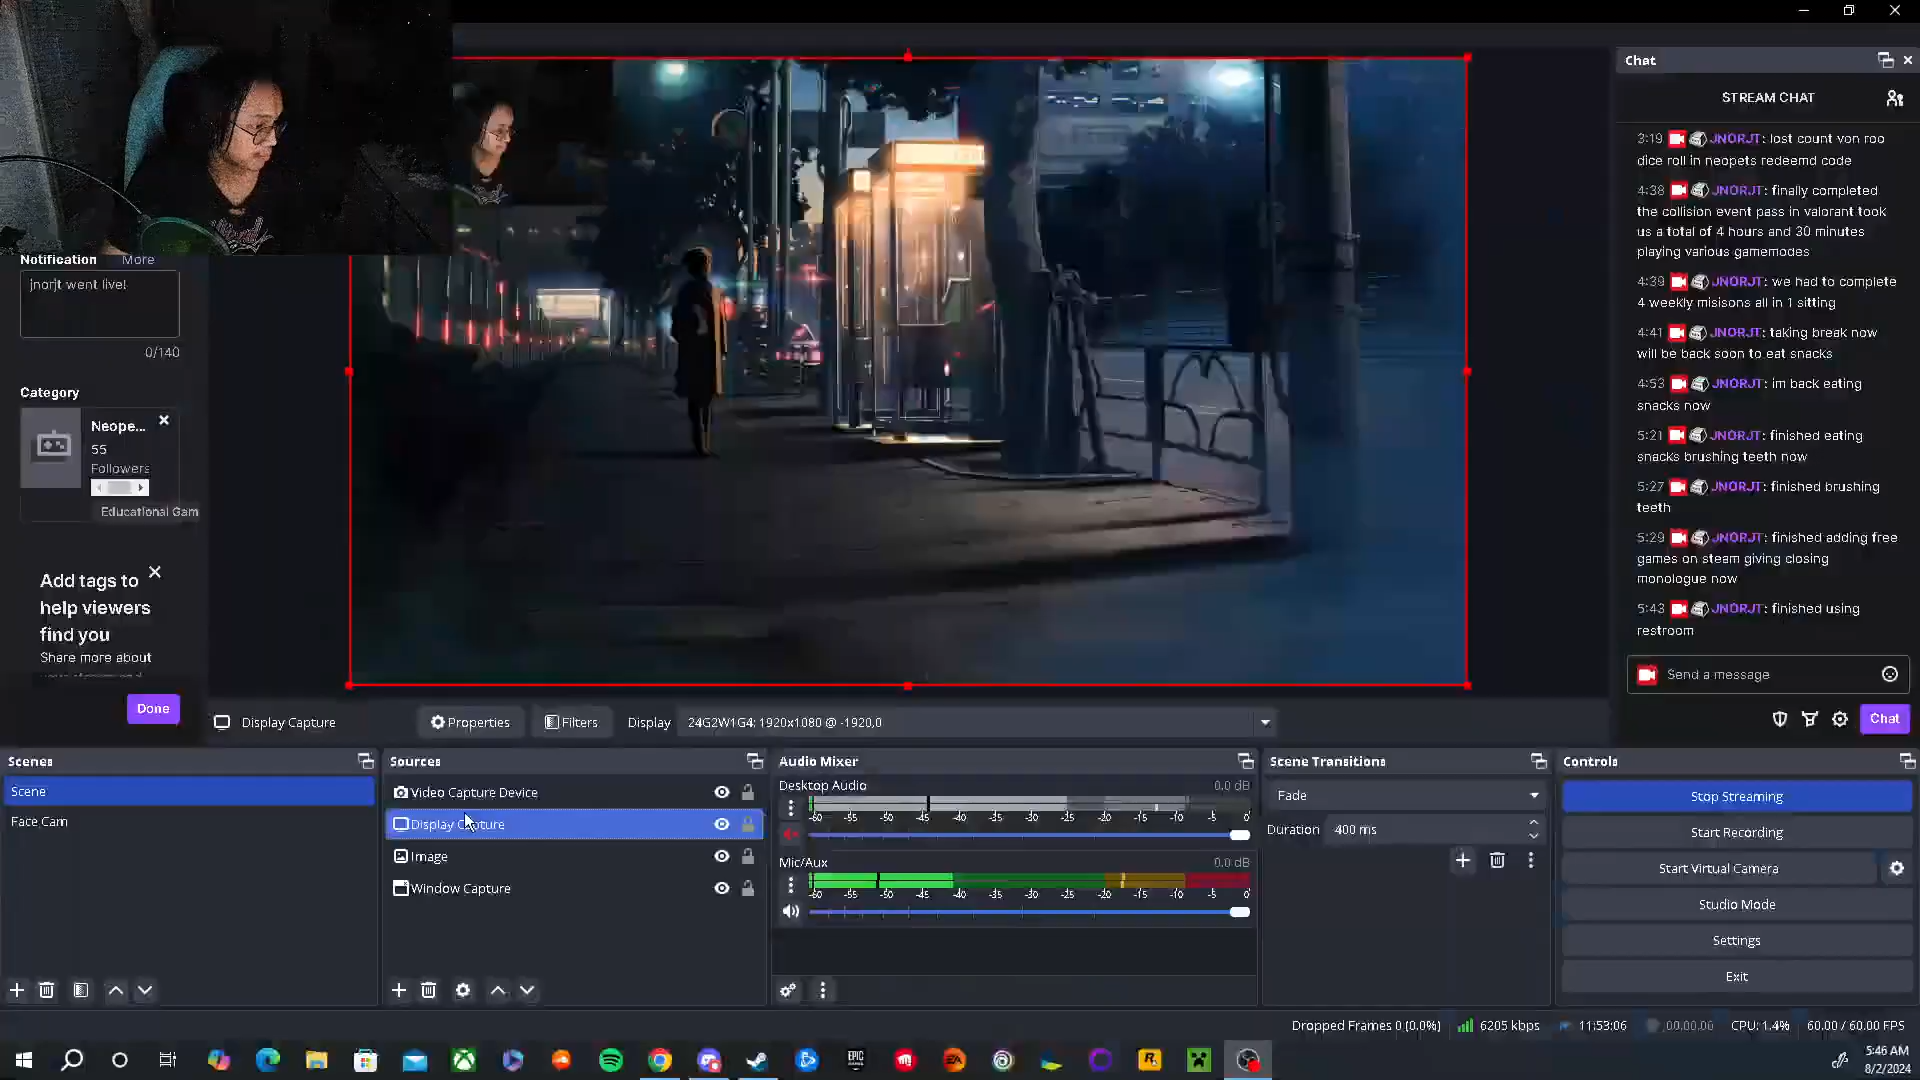 Chat
STREAM CHAT
3:19 JNORJT: lost count von roo
dice roll in neopets redeemd code
4:38 JNORJT: finally completed
the collision event pass in valorant took
us a total of 4 hours and 30 minutes
playing various gamemodes
4:39 JNORJT: we had to complete
4 weekly misisons all in 1 sitting
4:41 JNORJT: taking break now
will be back soon to eat snacks
4:53 JNORJT: im back eating
snacks now
5:21 JNORJT: finished eating
snacks brushing teeth now
5:27 JNORJT: finished brushing
teeth
5:29 JNORJT: finished adding free
games on steam giving closing
monologue now
5:43 JNORJT: finished using
restroom
Send a message
Chat
Notification More
jnorjt went live!
0/140
Category
Neope...
55
Followers
Educational Gam
Add tags to
help viewers
find you
Share more about
Done
Display Capture Properties Filters Display 24G2W1G4: 1920x1080 @ -1920,0
Scenes
Scene
Face Cam
Sources
Video Capture Device
Display Capture
Image
Window Capture
Audio Mixer
Desktop Audio 0.0 dB
-60 -55 -50 -45 -40 -35 -30 -25 -20 -15 -10 -5 0
Mic/Aux 0.0 dB
-60 -55 -50 -45 -40 -35 -30 -25 -20 -15 -10 -5 0
Scene Transitions
Fade
Duration 400 ms
Controls
Stop Streaming
Start Recording
Start Virtual Camera
Studio Mode
Settings
Exit
Dropped Frames 0 (0.0%) 6205 kbps 11:53:06 00:00:00 CPU: 1.4% 60.00 / 60.00 FPS
EPIC
EA
R
5:46 AM
8/2/2024